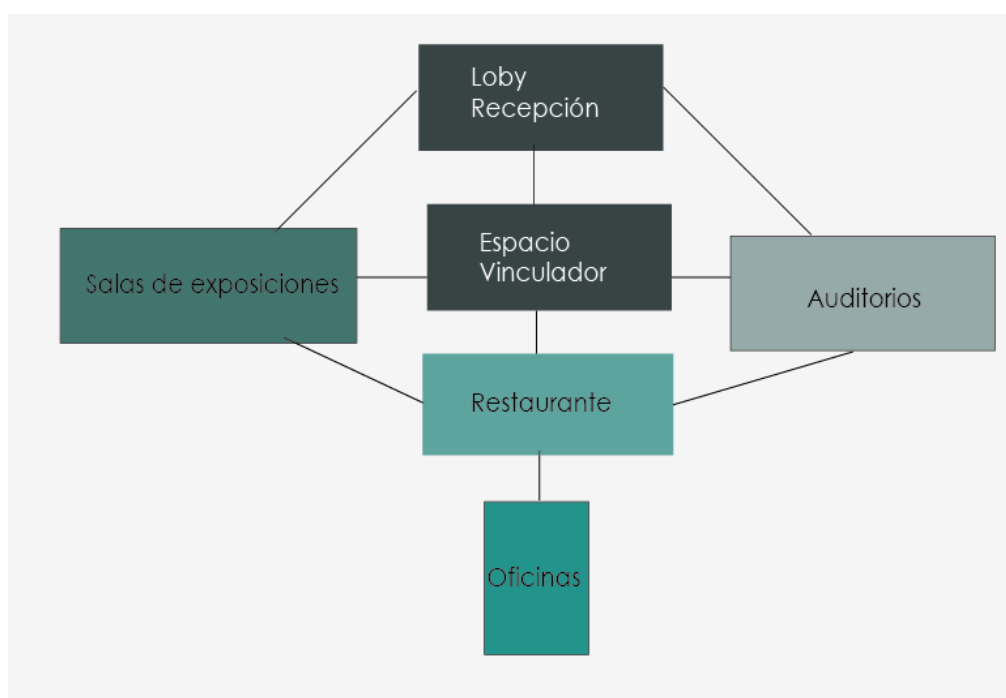 Loby
Recepción
Espacio
Vinculador
Salas de exposiciones
Auditorios
Restaurante
Oficinas